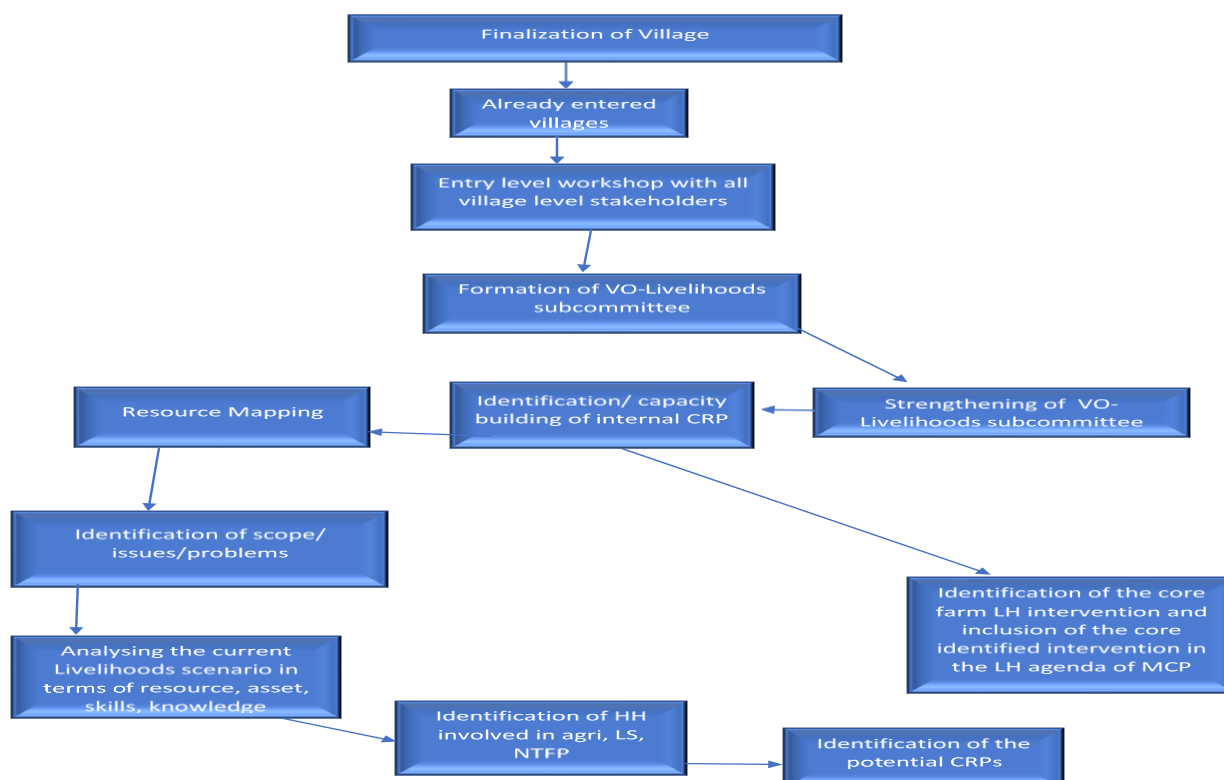 Finalization of Village
Already entered
villages
Entry level workshop with all
village level stakeholders
Formation of VO-Livelihoods
subcommittee
Strengthening of VO-
Livelihoods subcommittee
Identification/ capacity
building of internal CRP
Resource Mapping
Identification of scope/
issues/problems
Analysing the current
Livelihoods scenario in
terms of resource, asset,
skills, knowledge
Identification of HH
involved in agri, LS,
NTFP
Identification of the
potential CRPs
Identification of the core
farm LH intervention and
inclusion of the core
identified intervention in
the LH agenda of MCP